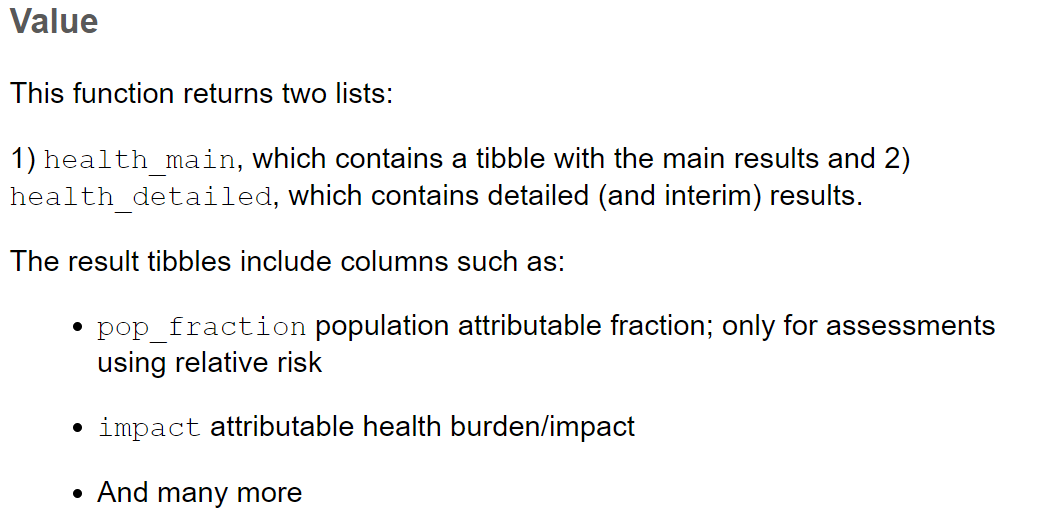 Value
This function returns two lists:
1) health_main, which contains a tibble with the main results and 2)
health_detailed, which contains detailed (and interim) results.
The result tibbles include columns such as:
• pop_fraction population attributable fraction; only for assessments
using relative risk
• impact attributable health burden/impact
• And many more